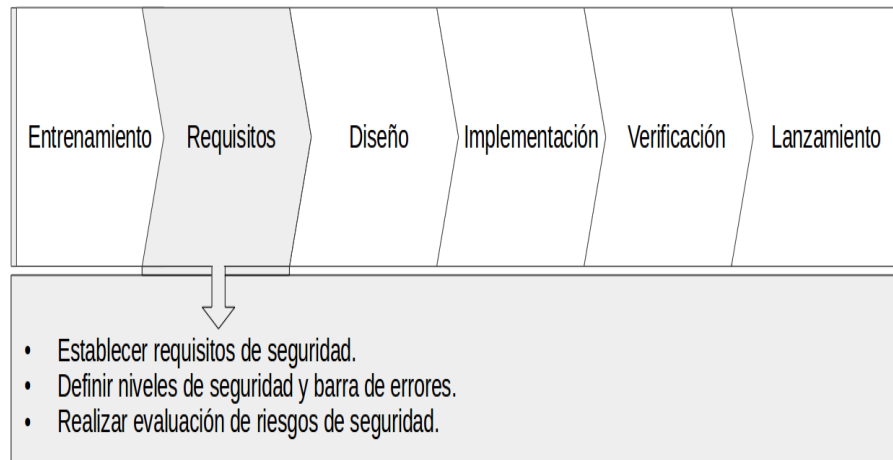 Entrenamiento
Requisitos
Diseño
Implementación
Verificación
Lanzamiento
• Establecer requisitos de seguridad.
• Definir niveles de seguridad y barra de errores.
• Realizar evaluación de riesgos de seguridad.